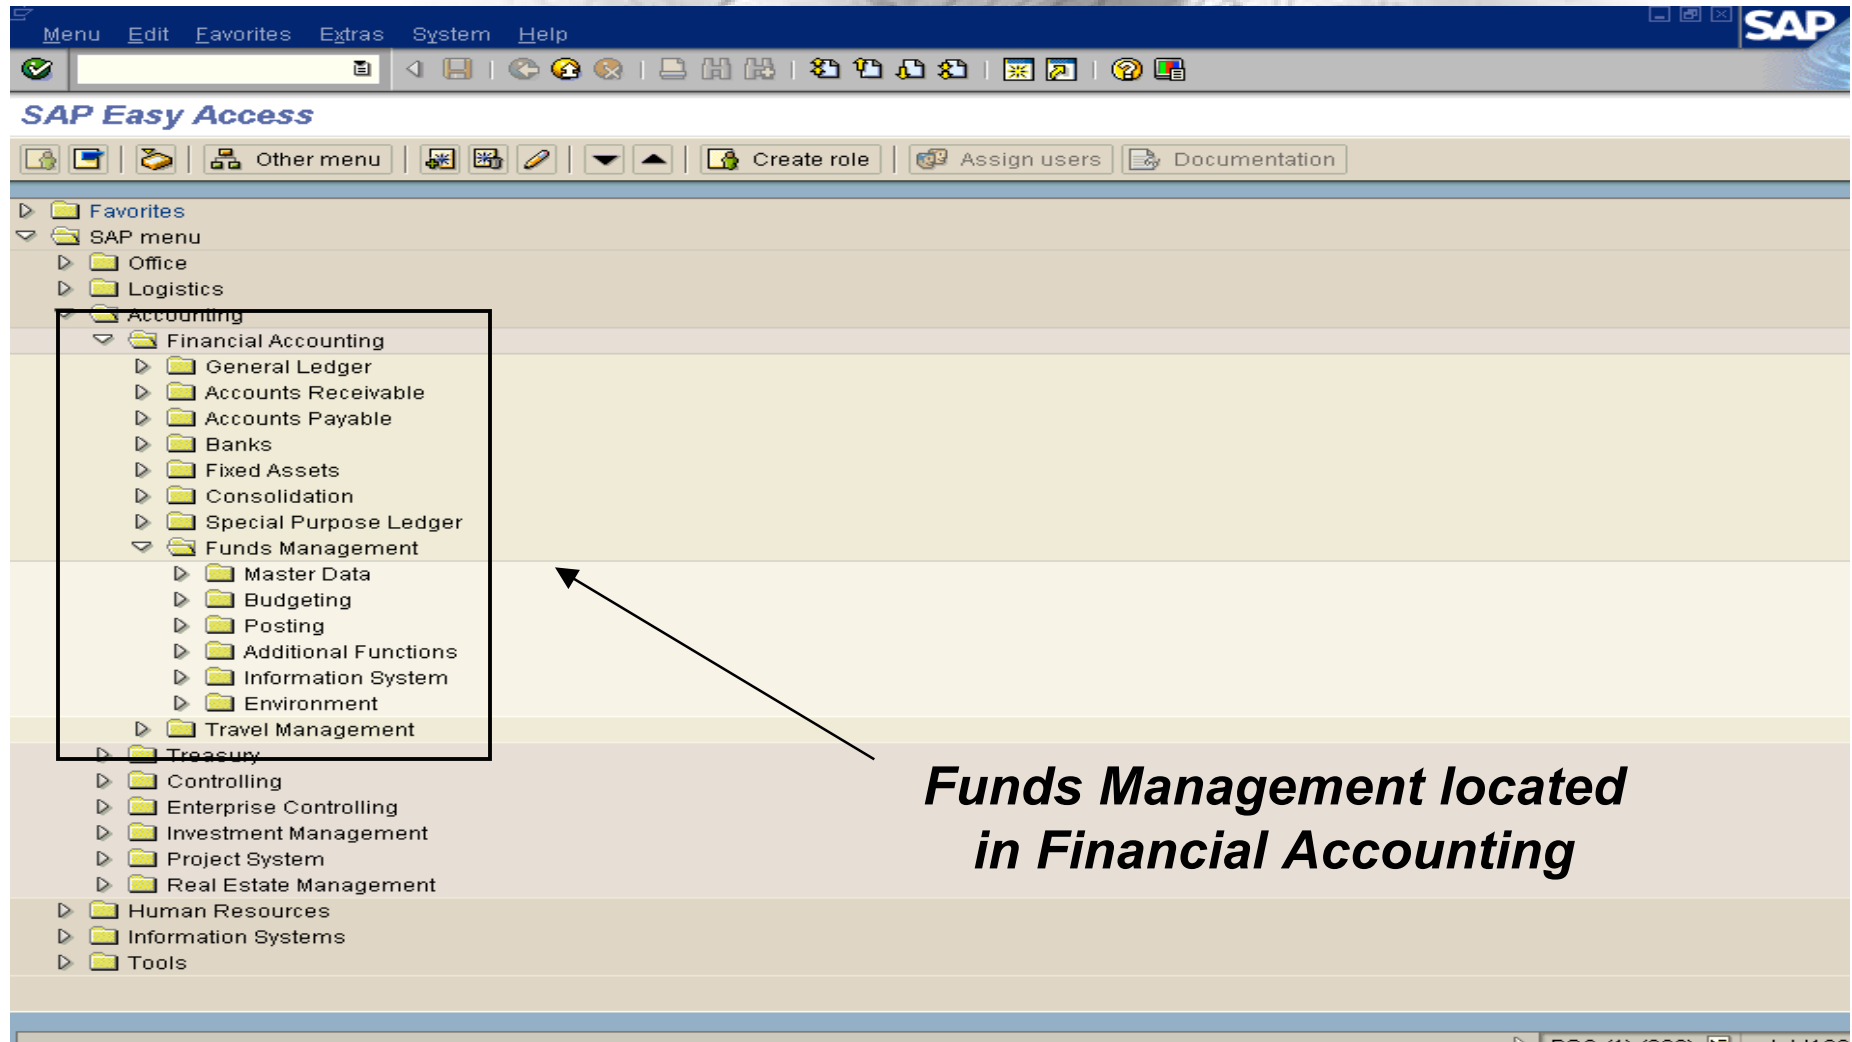 Menu Edit Favorites Extras System Help
SAP
SAP Easy Access
Other menu Create role Assign users Documentation
Favorites
SAP menu
Office
Logistics
Accounting
Financial Accounting
General Ledger
Accounts Receivable
Accounts Payable
Banks
Fixed Assets
Consolidation
Special Purpose Ledger
Funds Management
Master Data
Budgeting
Posting
Additional Functions
Information System
Environment
Travel Management
Treasury
Controlling
Enterprise Controlling
Investment Management
Project System
Real Estate Management
Human Resources
Information Systems
Tools
Funds Management located
in Financial Accounting